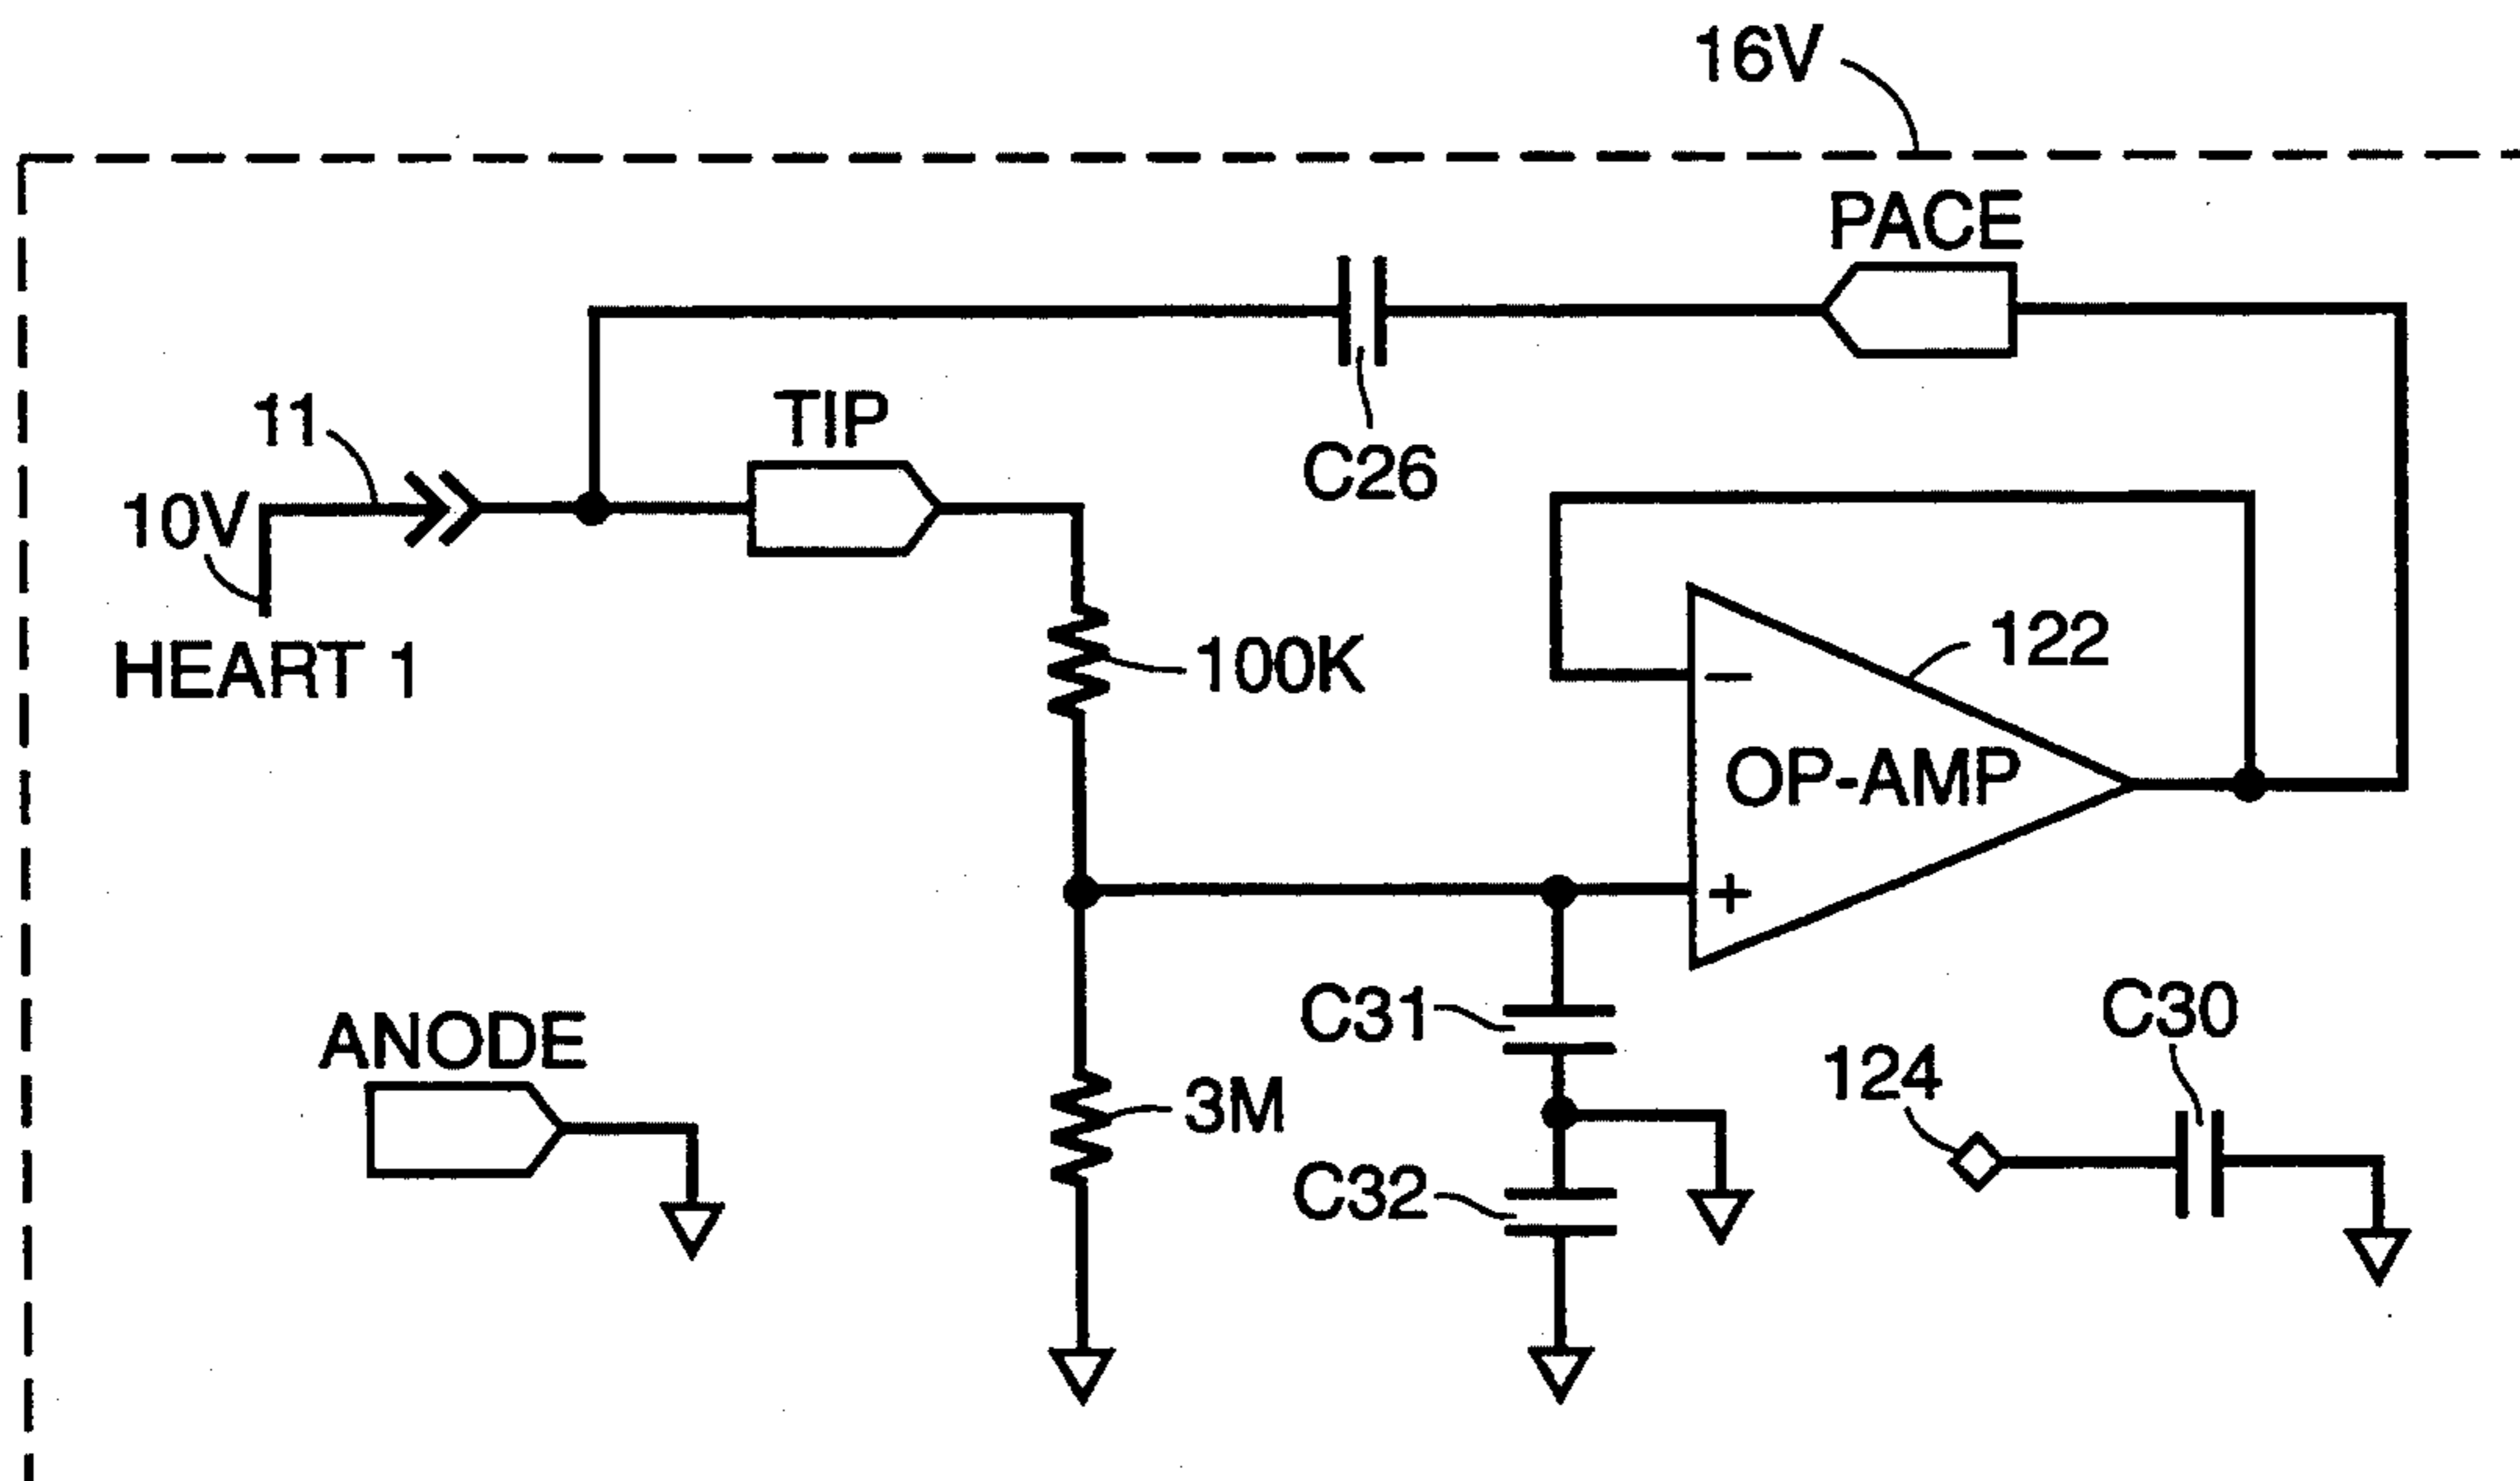 16V
PACE
C26
TIP
11
10V
HEART 1
100K
122
−
OP-AMP
+
ANODE
C31
C30
124
3M
C32